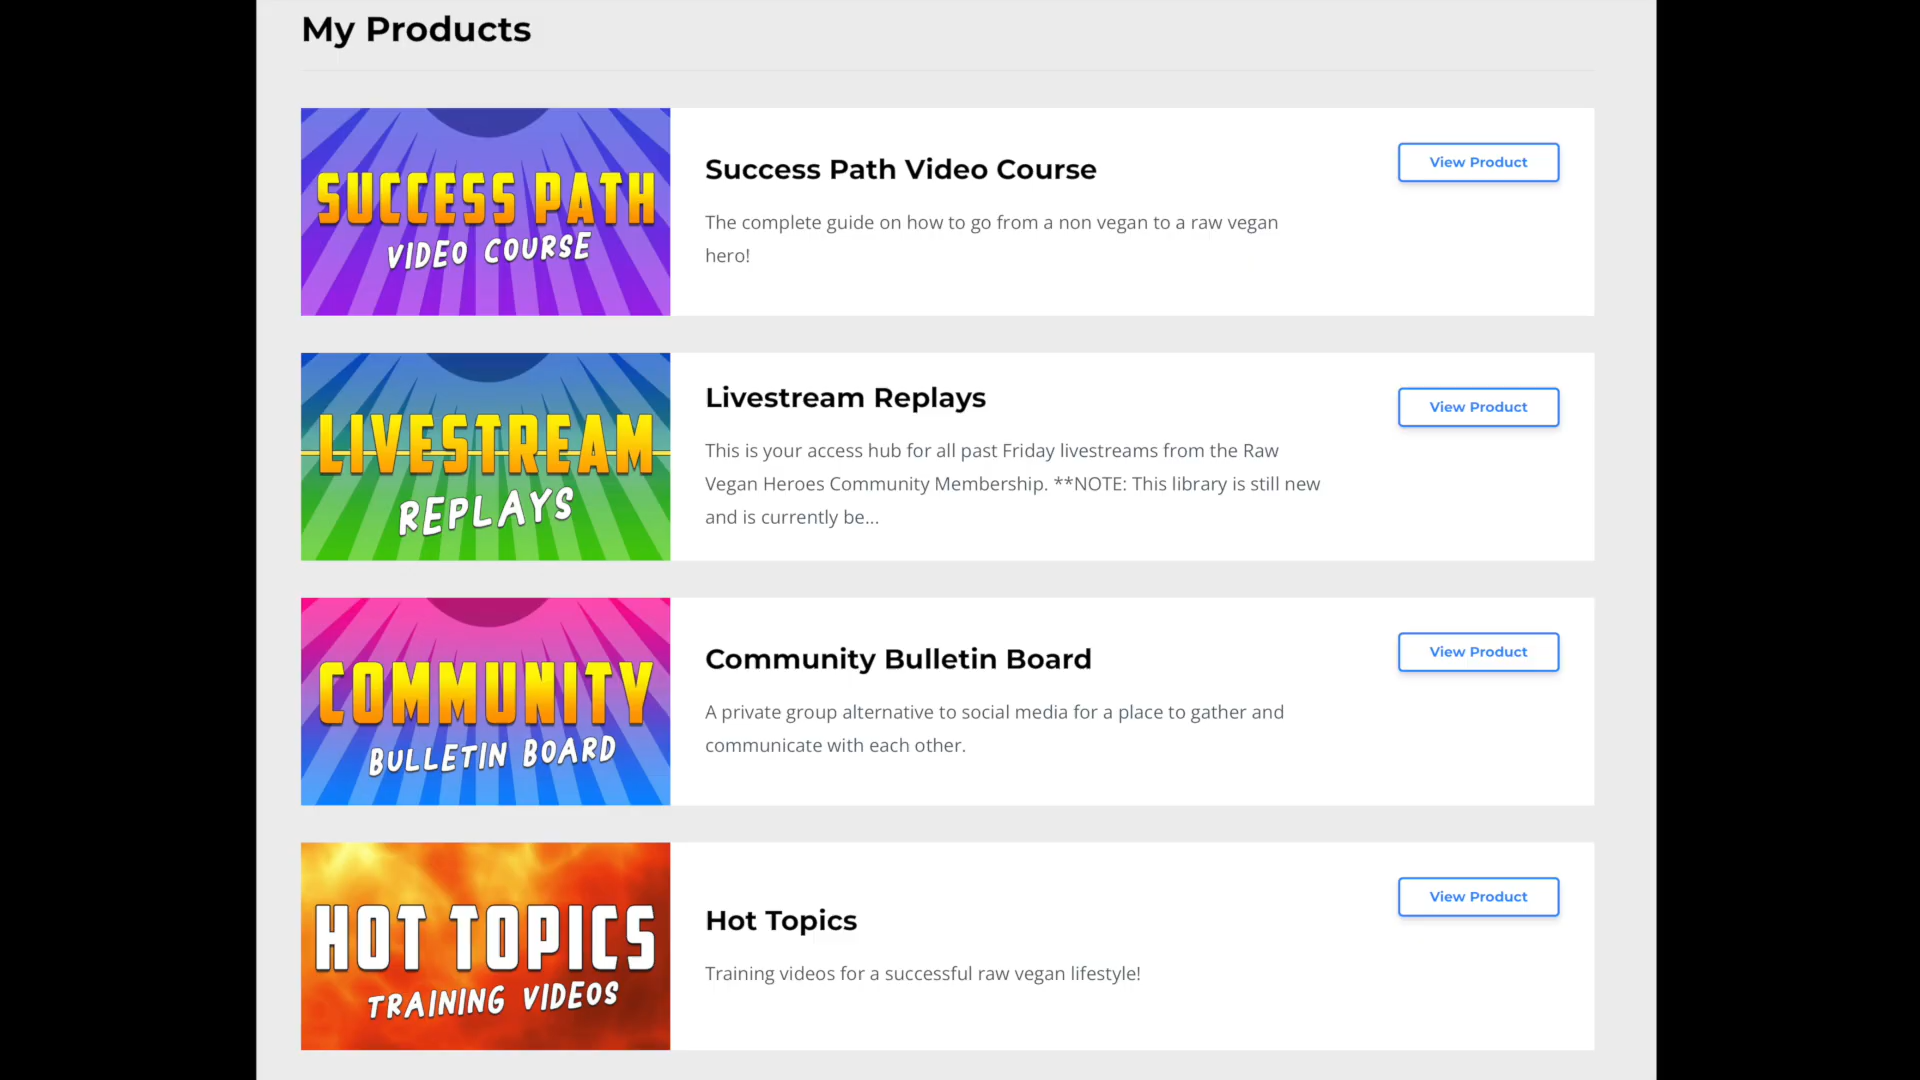 My Products
SUCCESS PATH
VIDEO COURSE
Success Path Video Course
The complete guide on how to go from a non vegan to a raw vegan
hero!
View Product
LIVESTREAM
REPLAYS
Livestream Replays
This is your access hub for all past Friday livestreams from the Raw
Vegan Heroes Community Membership. **NOTE: This library is still new
and is currently be...
View Product
COMMUNITY
BULLETIN BOARD
Community Bulletin Board
A private group alternative to social media for a place to gather and
communicate with each other.
View Product
HOT TOPICS
TRAINING VIDEOS
Hot Topics
Training videos for a successful raw vegan lifestyle!
View Product